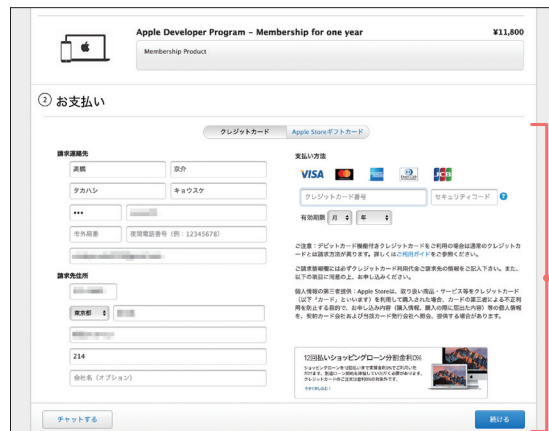 Apple Developer Program – Membership for one year ¥11,800
Membership Product
② お支払い
クレジットカード Apple Storeギフトカード
請求連絡先
高橋 京介
タカハシ キョウスケ
•••
市外局番 夜間電話番号（例：12345678）
請求先住所
東京都
214
会社名（オプション）
支払い方法
VISA
JCB
クレジットカード番号 セキュリティコード ?
有効期限 月 年
ご注意：デビットカード機能付きクレジットカードをご利用の場合は通常のクレジットカ
ードとは請求方法が異なります。詳しくはご利用ガイドをご参照ください。
ご請求情報欄には必ずクレジットカード利用代金ご請求先の情報をご記入下さい。また、
以下の項目に同意の上、お申し込みください。
個人情報の第三者提供：Apple Storeは、取り扱い商品・サービス等をクレジットカード
（以下「カード」といいます）を利用して購入された場合、カードの第三者による不正利
用を防止する目的で、お申し込み内容（購入情報、購入の際に届出た内容）等の個人情報
を、契約カード会社および当該カード発行会社へ照会、提供する場合があります。
12回払いショッピングローン分割金利0%
チャットする 続ける